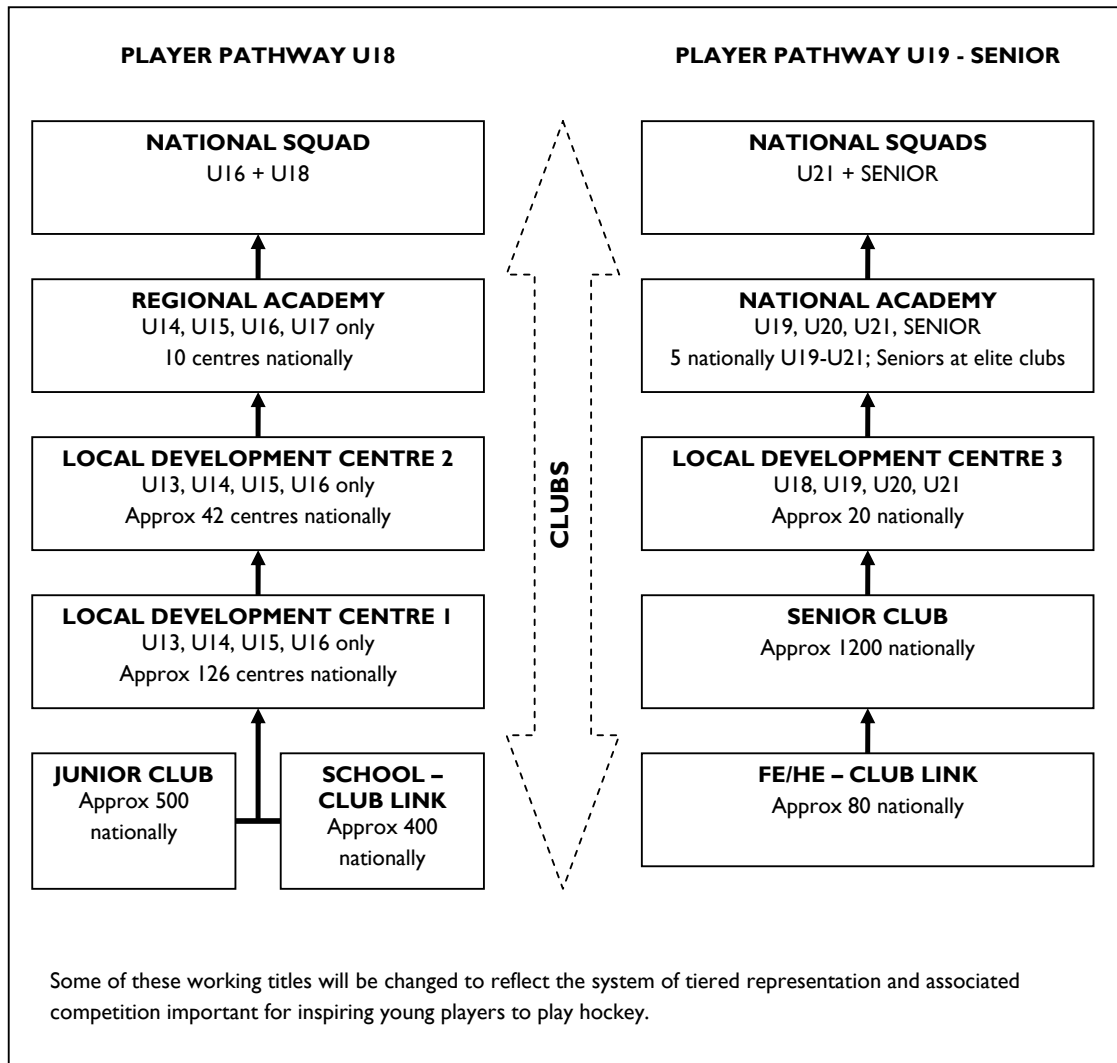 PLAYER PATHWAY U18
NATIONAL SQUAD
U16 + U18
REGIONAL ACADEMY
U14, U15, U16, U17 only
10 centres nationally
LOCAL DEVELOPMENT CENTRE 2
U13, U14, U15, U16 only
Approx 42 centres nationally
LOCAL DEVELOPMENT CENTRE 1
U13, U14, U15, U16 only
Approx 126 centres nationally
JUNIOR CLUB
Approx 500
nationally
SCHOOL –
CLUB LINK
Approx 400
nationally
CLUBS
PLAYER PATHWAY U19 - SENIOR
NATIONAL SQUADS
U21 + SENIOR
NATIONAL ACADEMY
U19, U20, U21, SENIOR
5 nationally U19-U21; Seniors at elite clubs
LOCAL DEVELOPMENT CENTRE 3
U18, U19, U20, U21
Approx 20 nationally
SENIOR CLUB
Approx 1200 nationally
FE/HE – CLUB LINK
Approx 80 nationally
Some of these working titles will be changed to reflect the system of tiered representation and associated
competition important for inspiring young players to play hockey.